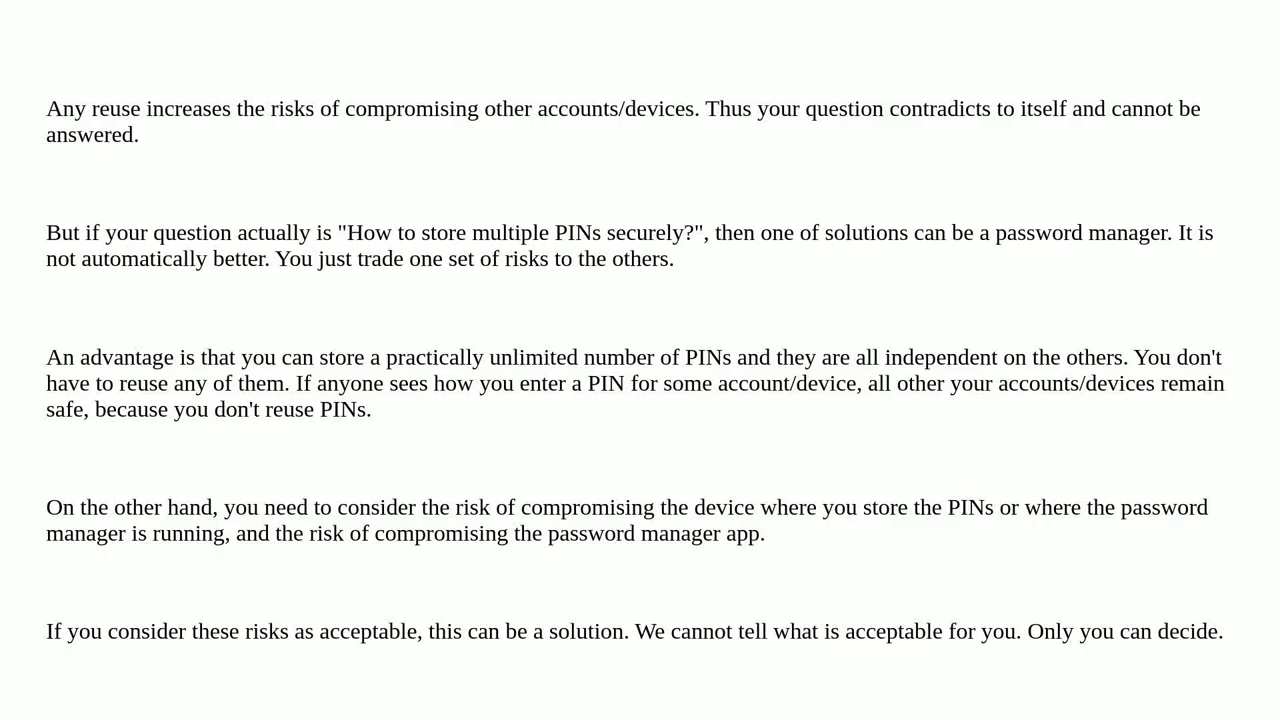 Any reuse increases the risks of compromising other accounts/devices. Thus your question contradicts to itself and cannot be
answered.
But if your question actually is "How to store multiple PINs securely?", then one of solutions can be a password manager. It is
not automatically better. You just trade one set of risks to the others.
An advantage is that you can store a practically unlimited number of PINs and they are all independent on the others. You don't
have to reuse any of them. If anyone sees how you enter a PIN for some account/device, all other your accounts/devices remain
safe, because you don't reuse PINs.
On the other hand, you need to consider the risk of compromising the device where you store the PINs or where the password
manager is running, and the risk of compromising the password manager app.
If you consider these risks as acceptable, this can be a solution. We cannot tell what is acceptable for you. Only you can decide.